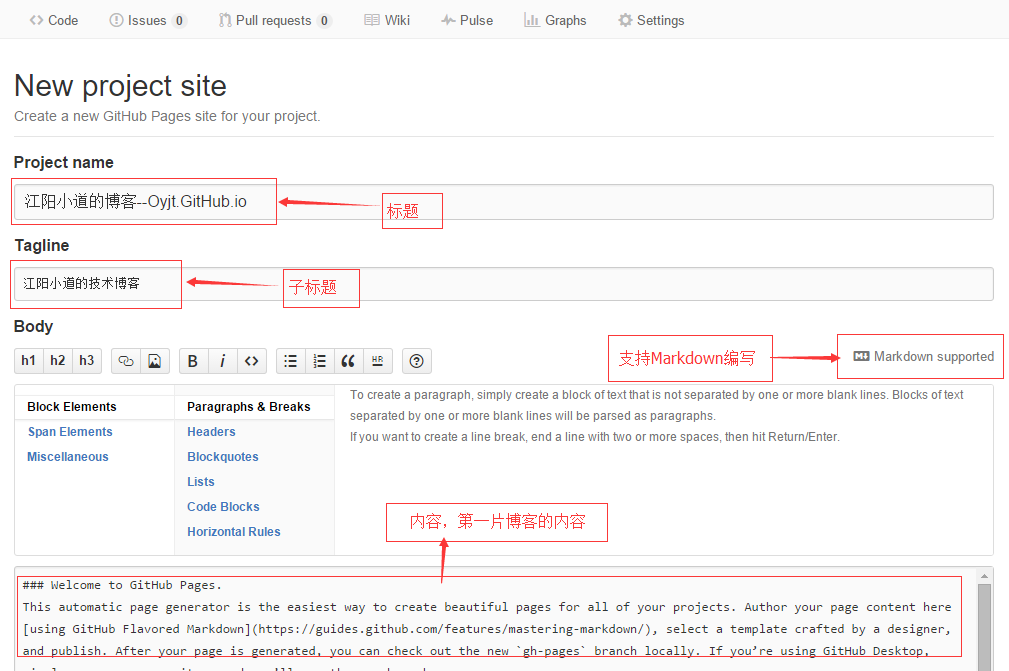 Code Issues 0 Pull requests 0 Wiki Pulse Graphs Settings
New project site
Create a new GitHub Pages site for your project.
Project name
江阳小道的博客--Oyjt.GitHub.io
标题
Tagline
江阳小道的技术博客
子标题
Body
h1 h2 h3 B i <> HR
支持Markdown编写
Markdown supported
Block Elements
Span Elements
Miscellaneous
Paragraphs & Breaks
Headers
Blockquotes
Lists
Code Blocks
Horizontal Rules
To create a paragraph, simply create a block of text that is not separated by one or more blank lines. Blocks of text
separated by one or more blank lines will be parsed as paragraphs.
If you want to create a line break, end a line with two or more spaces, then hit Return/Enter.
内容，第一片博客的内容
### Welcome to GitHub Pages.
This automatic page generator is the easiest way to create beautiful pages for all of your projects. Author your page content here
[using GitHub Flavored Markdown](https://guides.github.com/features/mastering-markdown/), select a template crafted by a designer,
and publish. After your page is generated, you can check out the new `gh-pages` branch locally. If you’re using GitHub Desktop,